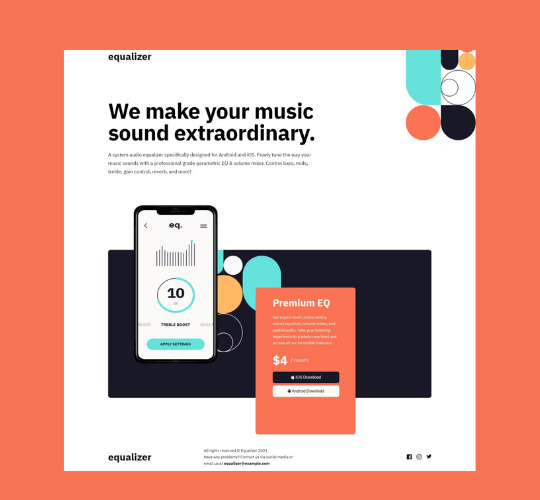 equalizer
We make your music
sound extraordinary.
A system audio equalizer specifically designed for Android and iOS. Freely tune the way your
music sounds with a professional grade parametric EQ & volume mixer. Control bass, mids,
treble, gain control, reverb, and more!
eq.
10
TREBLE BOOST
APPLY SETTINGS
Premium EQ
Get expert-level control with a
robust equalizer, volume mixer, and
spatial audio. Take your listening
experience to a whole new level and
access all our incredible features!
$4 / month
iOS Download
Android Download
equalizer
All rights reserved © Equalizer 2021
Have any problems? Contact us via social media or
email us at equalizer@example.com